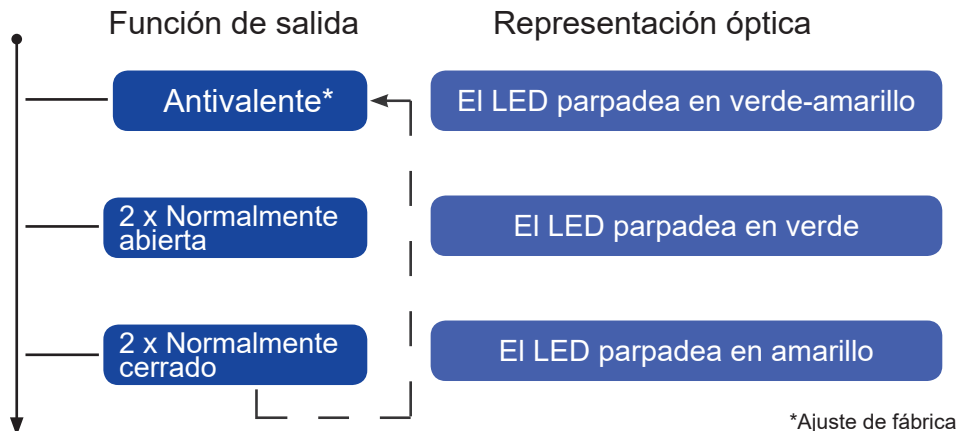 Función de salida
Representación óptica
Antivalente*
El LED parpadea en verde-amarillo
2 x Normalmente
abierta
El LED parpadea en verde
2 x Normalmente
cerrado
El LED parpadea en amarillo
*Ajuste de fábrica